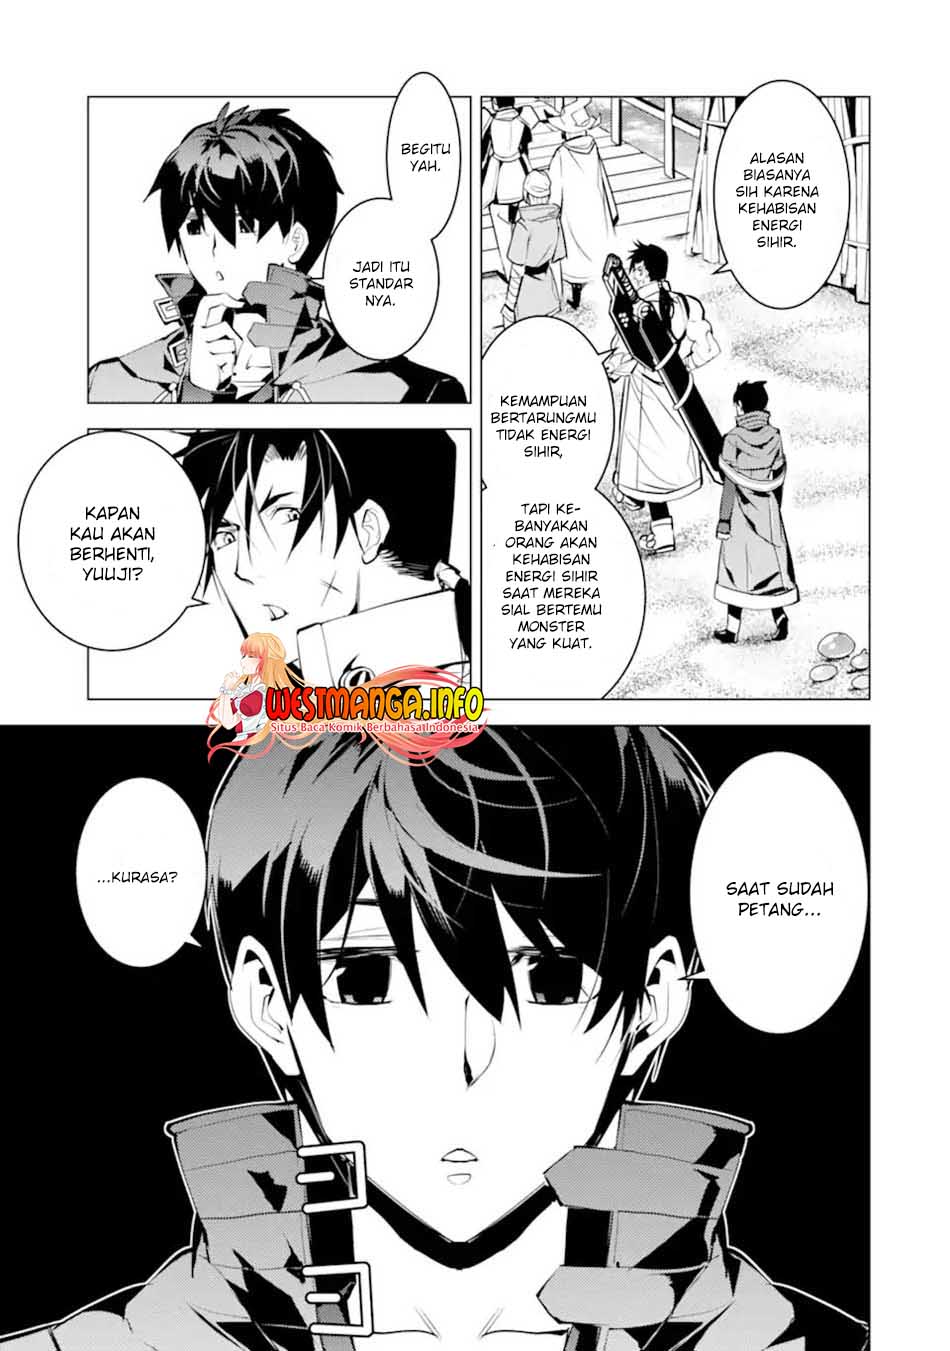 ALASAN
BIASANYA
SIH KARENA
KEHABISAN
ENERGI
SIHIR.
KEMAMPUAN
BERTARUNGMU
TIDAK ENERGI
SIHIR,
TAPI KE-
BANYAKAN
ORANG AKAN
KEHABISAN
ENERGI SIHIR
SAAT MEREKA
SIAL BERTEMU
MONSTER
YANG KUAT.
BEGITU
YAH.
JADI ITU
STANDAR
NYA.
KAPAN
KAU AKAN
BERHENTI,
YUUJI?
WESTMANGA.INFO
Situs Baca Komik Berbahasa Indonesia
SAAT SUDAH
PETANG...
...KURASA?